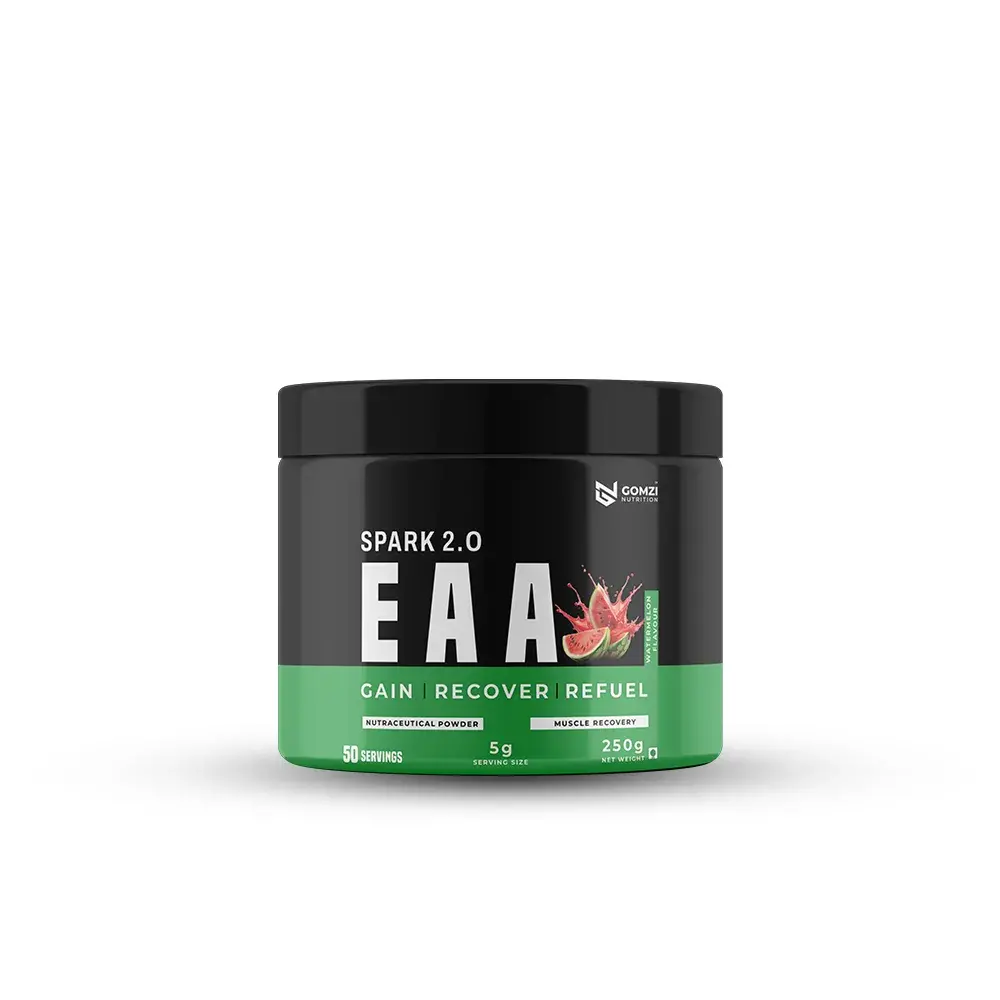 GOMZI
NUTRITION
SPARK 2.0
EAA
WATERMELON
FLAVOUR
GAIN | RECOVER | REFUEL
NUTRACEUTICAL POWDER
MUSCLE RECOVERY
50 SERVINGS
5g
SERVING SIZE
250g
NET WEIGHT